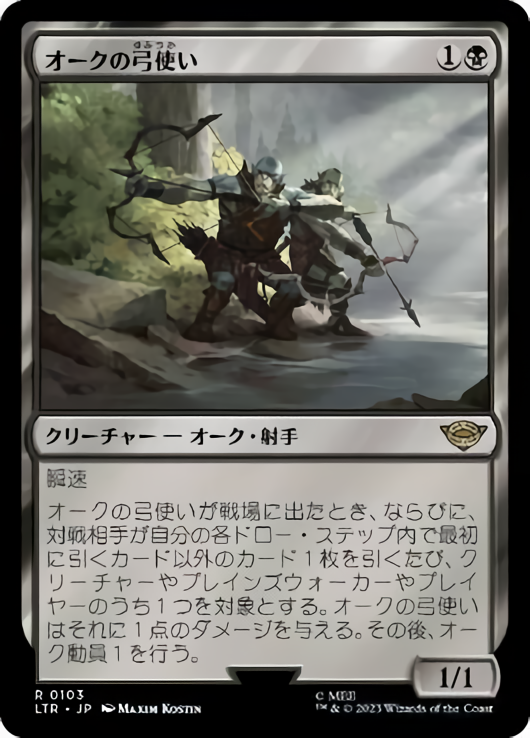 オークの弓使い
1
クリーチャー — オーク・射手
瞬速
オークの弓使いが戦場に出たとき、ならびに、
対戦相手が自分の各ドロー・ステップ内で最初
に引くカード以外のカード１枚を引くたび、ク
リーチャーやプレインズウォーカーやプレイ
ヤーのうち１つを対象とする。オークの弓使い
はそれに１点のダメージを与える。その後、オー
ク動員１を行う。
1/1
R 0103
LTR • JP Maxim Kostin
™ & © 2023 Wizards of the Coast